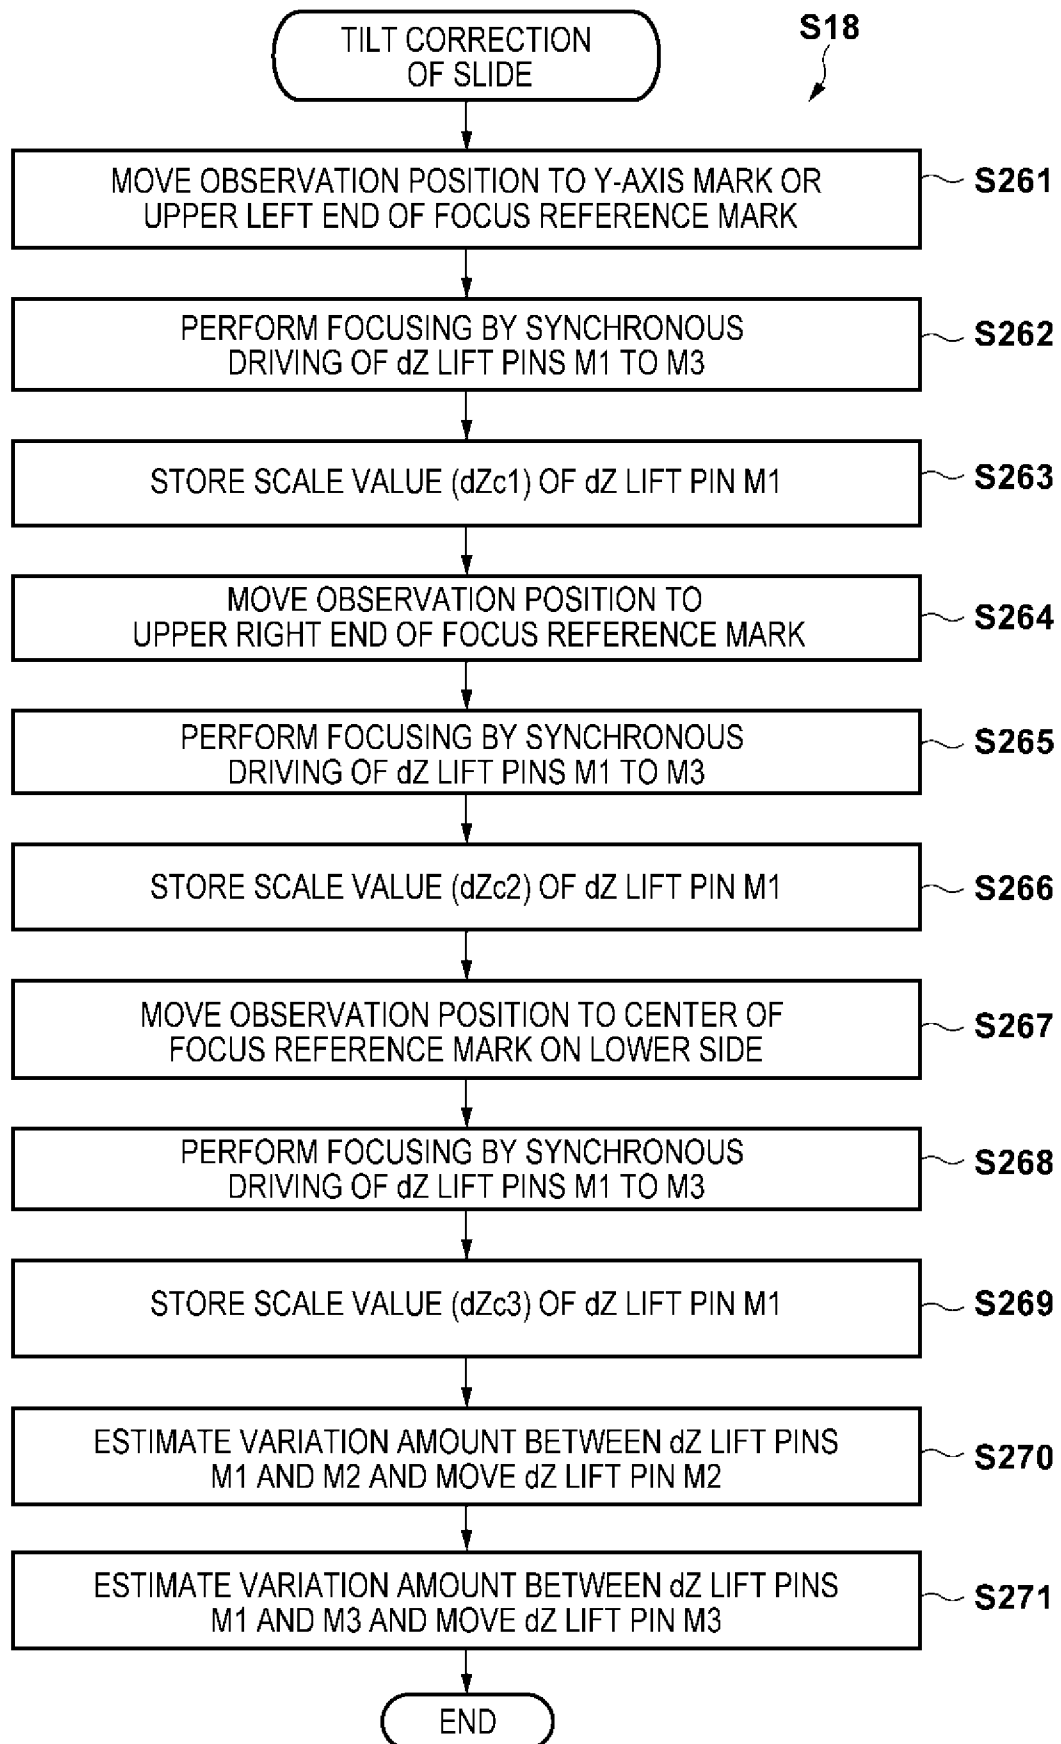 TILT CORRECTION
OF SLIDE
S18
MOVE OBSERVATION POSITION TO Y-AXIS MARK OR
UPPER LEFT END OF FOCUS REFERENCE MARK
S261
PERFORM FOCUSING BY SYNCHRONOUS
DRIVING OF dZ LIFT PINS M1 TO M3
S262
STORE SCALE VALUE (dZc1) OF dZ LIFT PIN M1
S263
MOVE OBSERVATION POSITION TO
UPPER RIGHT END OF FOCUS REFERENCE MARK
S264
PERFORM FOCUSING BY SYNCHRONOUS
DRIVING OF dZ LIFT PINS M1 TO M3
S265
STORE SCALE VALUE (dZc2) OF dZ LIFT PIN M1
S266
MOVE OBSERVATION POSITION TO CENTER OF
FOCUS REFERENCE MARK ON LOWER SIDE
S267
PERFORM FOCUSING BY SYNCHRONOUS
DRIVING OF dZ LIFT PINS M1 TO M3
S268
STORE SCALE VALUE (dZc3) OF dZ LIFT PIN M1
S269
ESTIMATE VARIATION AMOUNT BETWEEN dZ LIFT PINS
M1 AND M2 AND MOVE dZ LIFT PIN M2
S270
ESTIMATE VARIATION AMOUNT BETWEEN dZ LIFT PINS
M1 AND M3 AND MOVE dZ LIFT PIN M3
S271
END